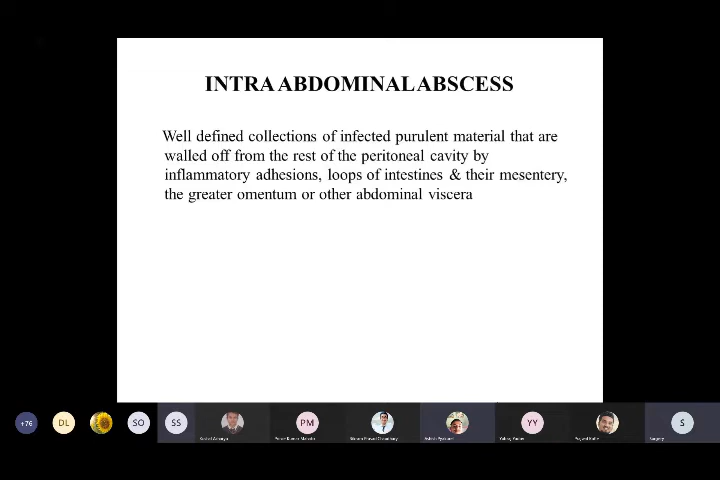 INTRA ABDOMINAL ABSCESS
Well defined collections of infected purulent material that are
walled off from the rest of the peritoneal cavity by
inflammatory adhesions, loops of intestines & their mesentery,
the greater omentum or other abdominal viscera
+76
DL
SO
SS
PM
YY
S
Surgery